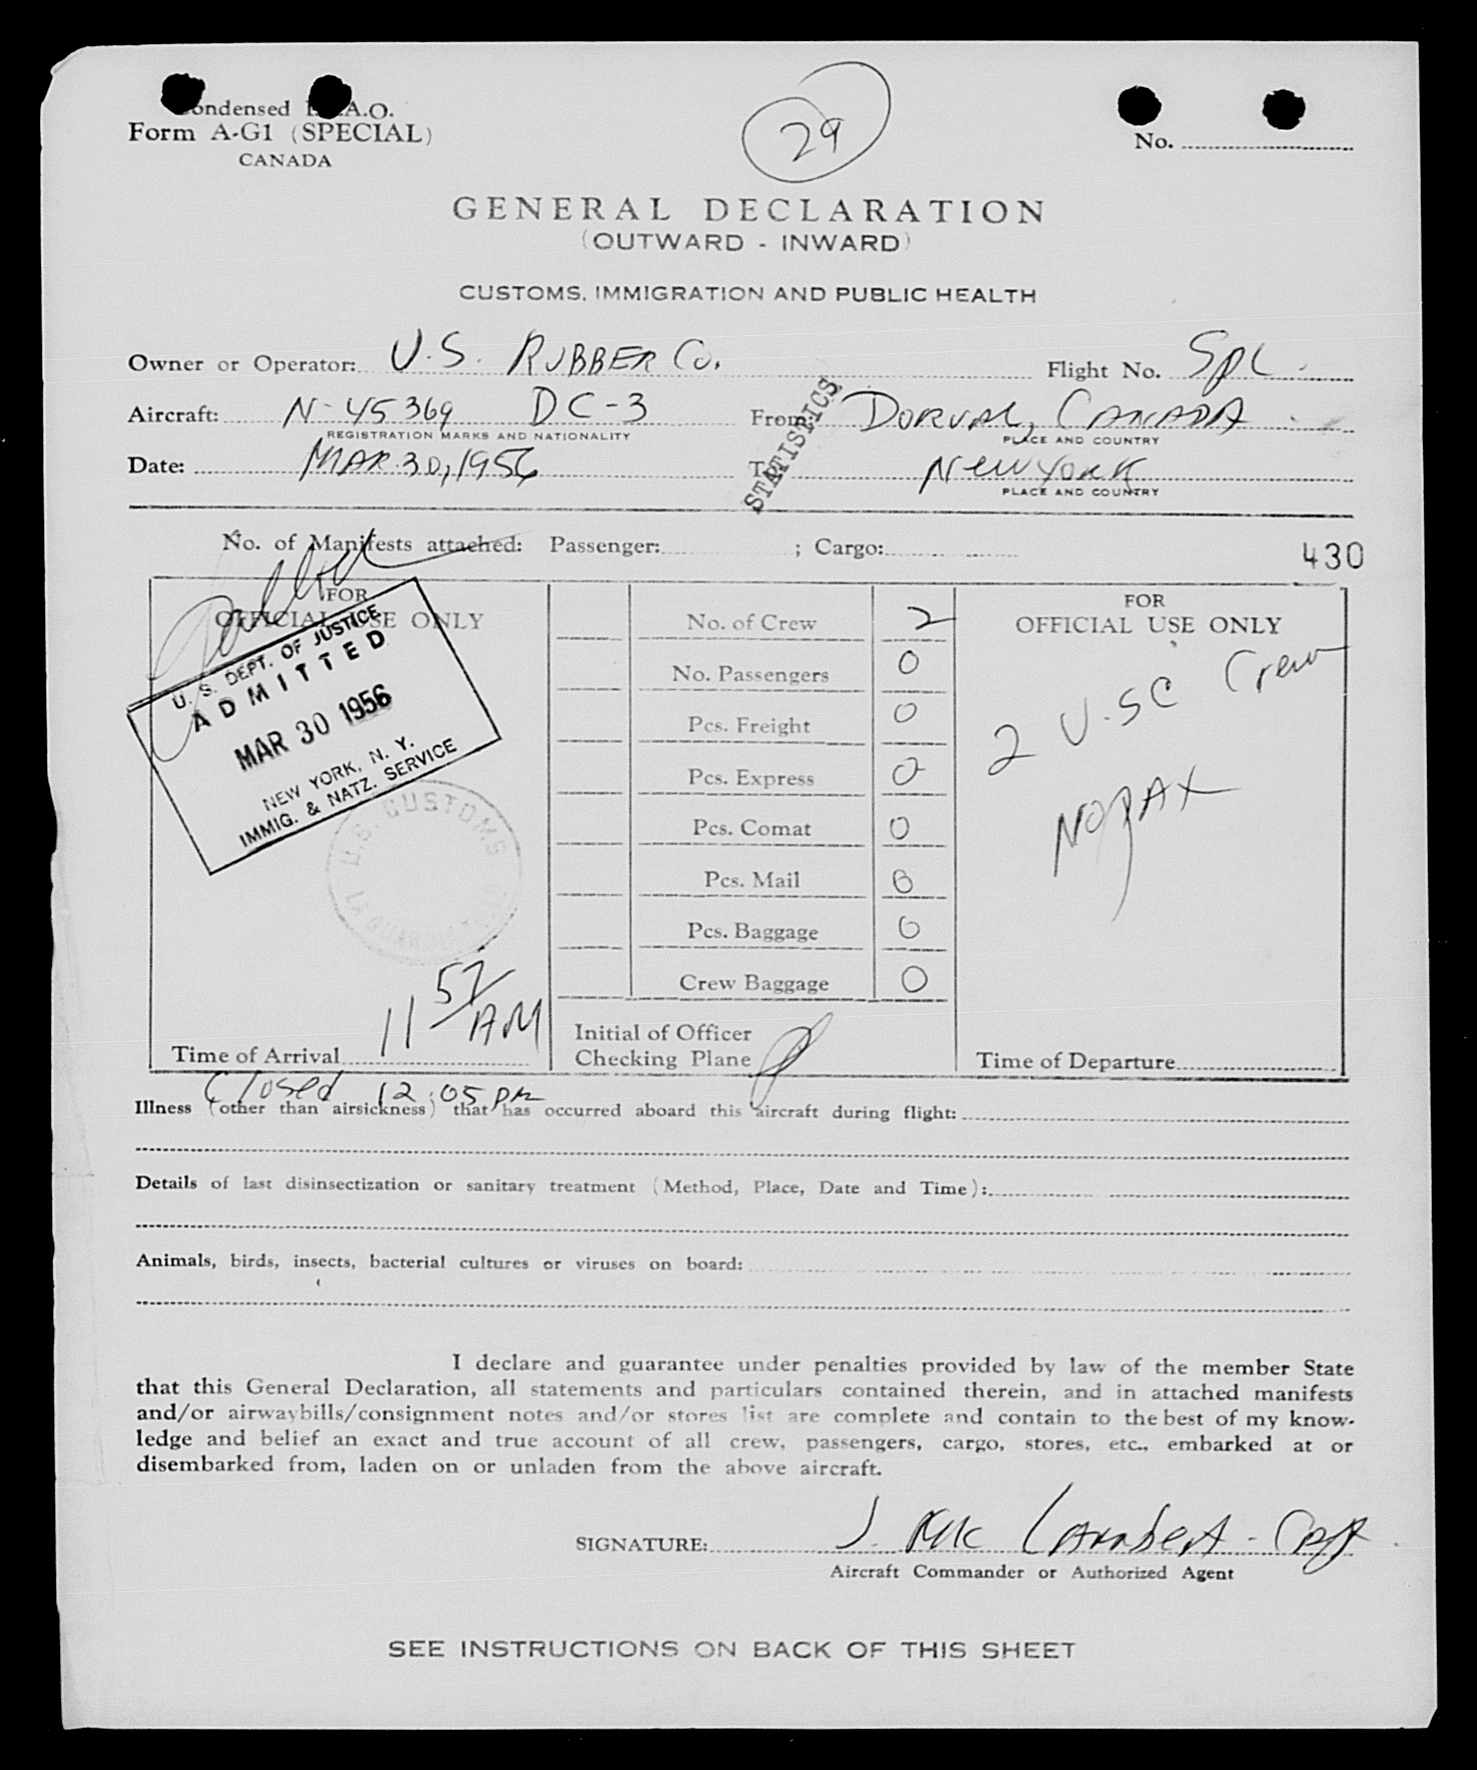 Condensed I.C.A.O.
Form A-G1 (SPECIAL)
CANADA
29
No.
GENERAL DECLARATION
(OUTWARD - INWARD)
CUSTOMS, IMMIGRATION AND PUBLIC HEALTH
Owner or Operator: U.S. RUBBER Co. Flight No. Spl.
Aircraft: N-45369 DC-3 From: DORVAL, CANADA
REGISTRATION MARKS AND NATIONALITY PLACE AND COUNTRY
Date: MAR. 30, 1956 To New York
PLACE AND COUNTRY
STATISTICS
No. of Manifests attached: Passenger: ; Cargo: 430
FOR
OFFICIAL USE ONLY
U. S. DEPT. OF JUSTICE
ADMITTED
MAR 30 1956
NEW YORK, N. Y.
IMMIG. & NATZ. SERVICE
U.S. CUSTOMS
Time of Arrival 11 52 AM
Closed 12:05 PM
No. of Crew 2
No. Passengers 0
Pcs. Freight 0
Pcs. Express 0
Pcs. Comat 0
Pcs. Mail 0
Pcs. Baggage 0
Crew Baggage 0
Initial of Officer
Checking Plane
FOR
OFFICIAL USE ONLY
2 U.S.C Crew
NO PAX
Time of Departure
Illness (other than airsickness) that has occurred aboard this aircraft during flight:
Details of last disinsectization or sanitary treatment (Method, Place, Date and Time):
Animals, birds, insects, bacterial cultures or viruses on board:
I declare and guarantee under penalties provided by law of the member State
that this General Declaration, all statements and particulars contained therein, and in attached manifests
and/or airwaybills/consignment notes and/or stores list are complete and contain to the best of my know-
ledge and belief an exact and true account of all crew, passengers, cargo, stores, etc., embarked at or
disembarked from, laden on or unladen from the above aircraft.
SIGNATURE: J. Lambert - Capt
Aircraft Commander or Authorized Agent
SEE INSTRUCTIONS ON BACK OF THIS SHEET